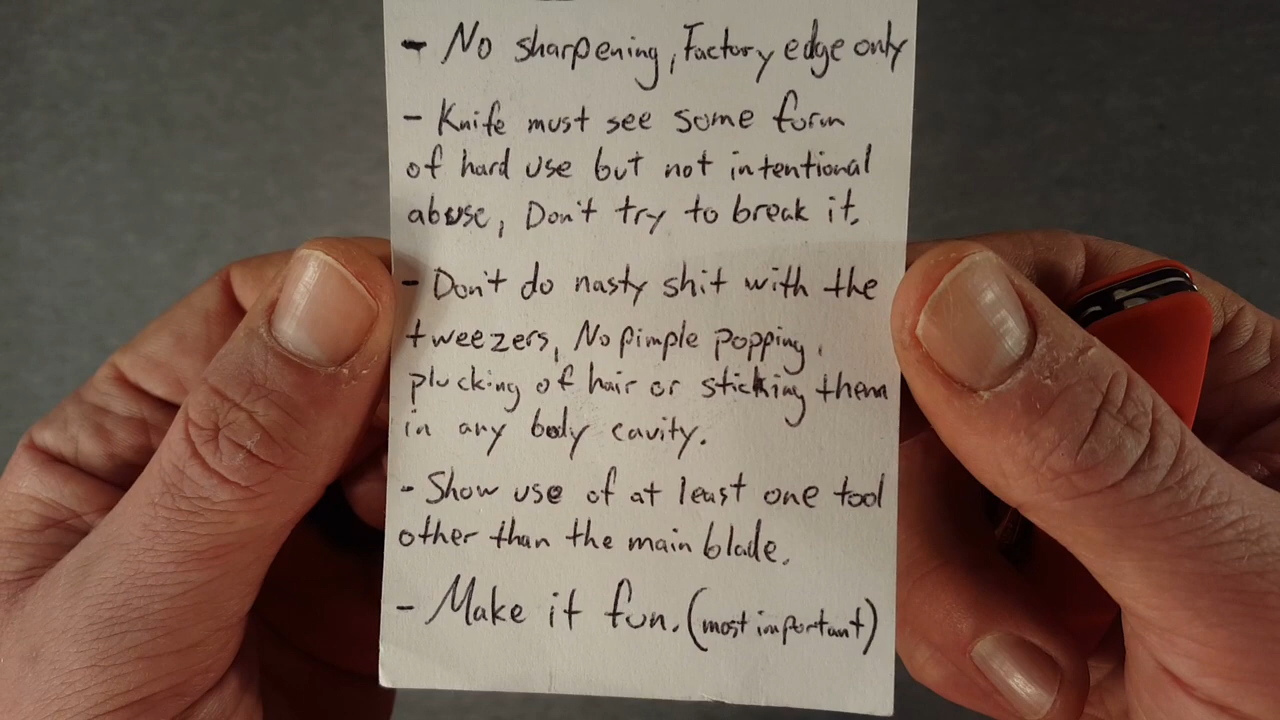 - No sharpening, Factory edge only
- Knife must see some form
of hard use but not intentional
abuse, Don't try to break it.
- Don't do nasty shit with the
tweezers, No Pimple popping,
plucking of hair or sticking them
in any body cavity.
- Show use of at least one tool
other than the main blade.
- Make it fun. (most important)